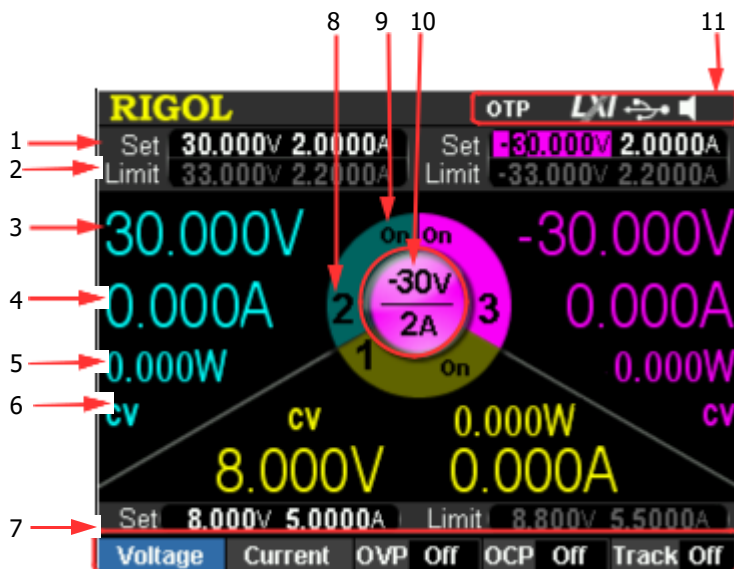 8 9 10 11
RIGOL OTP LXI
1 Set 30.000V 2.0000A Set -30.000V 2.0000A
2 Limit 33.000V 2.2000A Limit -33.000V 2.2000A
3 30.000V On On -30.000V
4 0.000A 2 -30V 2A 3 0.000A
5 0.000W 1 On 0.000W
6 CV CV 0.000W CV
8.000V 0.000A
7 Set 8.000V 5.0000A Limit 8.800V 5.5000A
Voltage Current OVP Off OCP Off Track Off